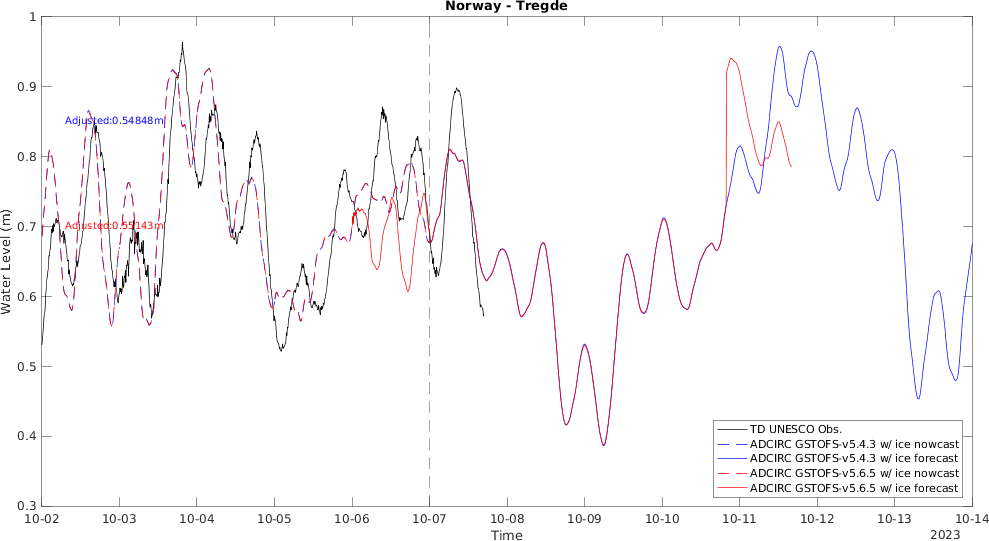 Norway - Tregde
Water Level (m)
1
0.9
0.8
0.7
0.6
0.5
0.4
0.3
Adjusted:0.54848m
Adjusted:0.55143m
TD UNESCO Obs.
ADCIRC GSTOFS-v5.4.3 w/ ice nowcast
ADCIRC GSTOFS-v5.4.3 w/ ice forecast
ADCIRC GSTOFS-v5.6.5 w/ ice nowcast
ADCIRC GSTOFS-v5.6.5 w/ ice forecast
10-02 10-03 10-04 10-05 10-06 10-07 10-08 10-09 10-10 10-11 10-12 10-13 10-14
Time
2023